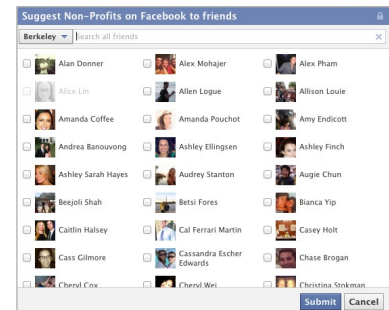 Suggest Non-Profits on Facebook to friends
Berkeley Search all friends
Alan Donner Alex Mohajer Alex Pham
Alice Lin Allen Logue Allison Louie
Amanda Coffee Amanda Pouchot Amy Endicott
Andrea Banouvong Ashley Ellingsen Ashley Finch
Ashley Sarah Hayes Audrey Stanton Augie Chun
Beejoli Shah Betsi Fores Bianca Yip
Caitlin Halsey Cal Ferrari Martin Casey Holt
Cass Gilmore Cassandra Escher Edwards Chase Brogan
Cheryl Cox Cheryl Wei Christina Stokman
Submit Cancel